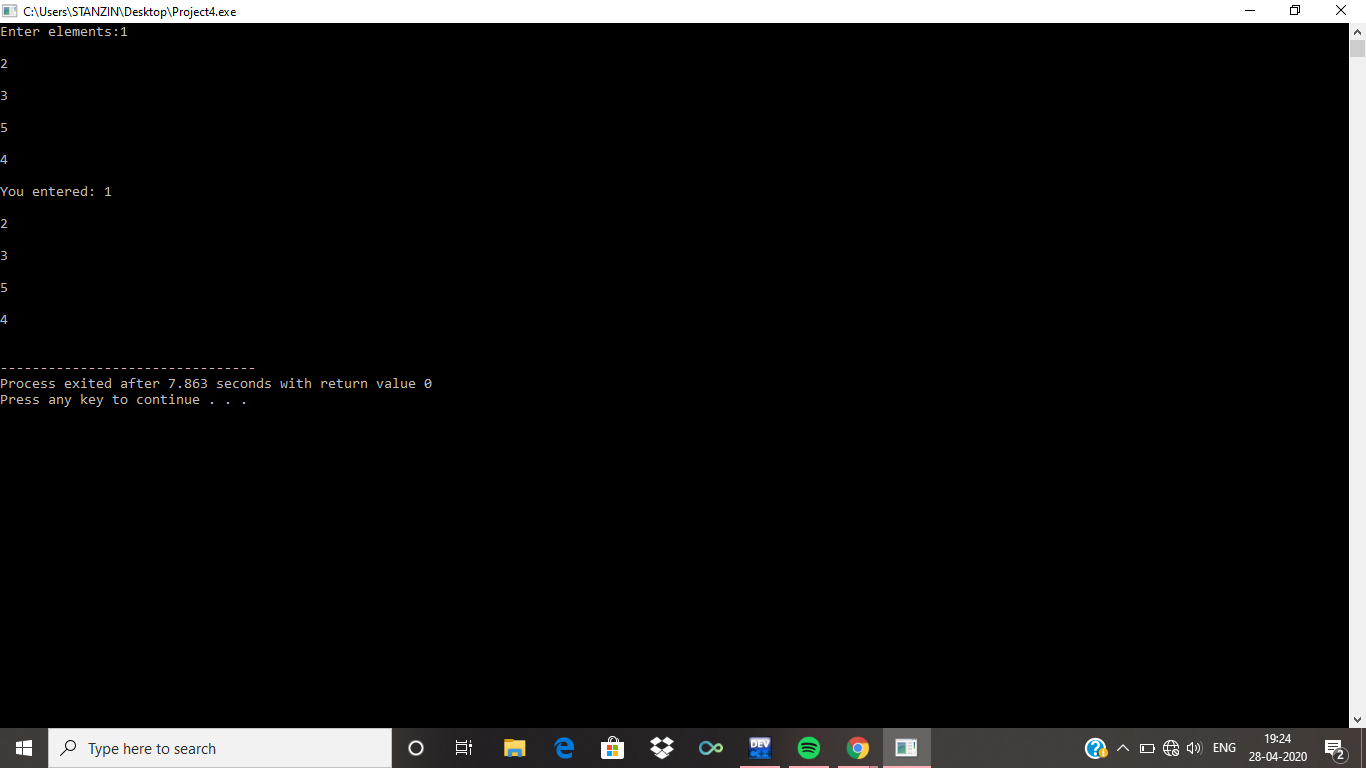 C:\Users\STANZIN\Desktop\Project4.exe
Enter elements:1
2
3
5
4
You entered: 1
2
3
5
4
--------------------------------
Process exited after 7.863 seconds with return value 0
Press any key to continue . . .
Type here to search
DEV
ENG
19:24
28-04-2020
2